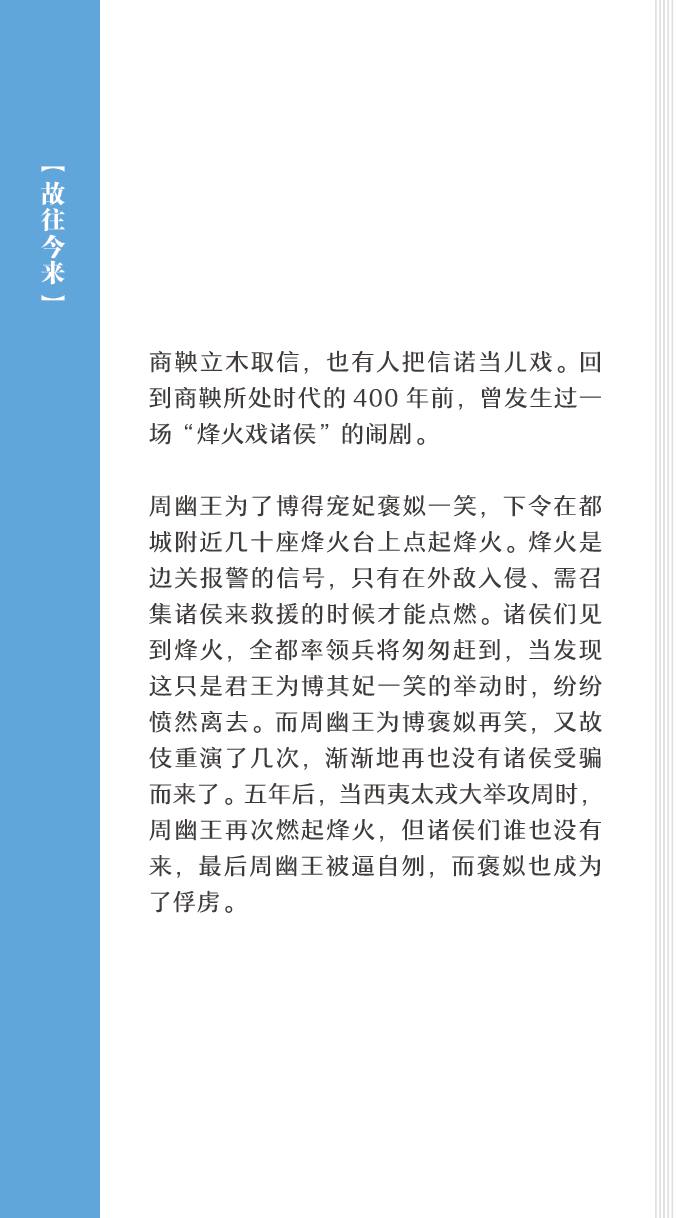 【故往今来】
商鞅立木取信，也有人把信诺当儿戏。回
到商鞅所处时代的 400 年前，曾发生过一
场“烽火戏诸侯”的闹剧。
周幽王为了博得宠妃褒姒一笑，下令在都
城附近几十座烽火台上点起烽火。烽火是
边关报警的信号，只有在外敌入侵、需召
集诸侯来救援的时候才能点燃。诸侯们见
到烽火，全都率领兵将匆匆赶到，当发现
这只是君王为博其妃一笑的举动时，纷纷
愤然离去。而周幽王为博褒姒再笑，又故
伎重演了几次，渐渐地再也没有诸侯受骗
而来了。五年后，当西夷太戎大举攻周时，
周幽王再次燃起烽火，但诸侯们谁也没有
来，最后周幽王被逼自刎，而褒姒也成为
了俘虏。